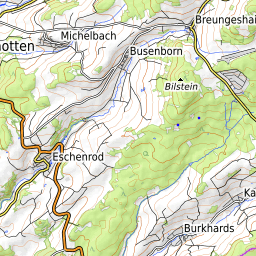 Breungeshai
Michelbach
otten
Busenborn
Bilstein
Eschenrod
Ka
Burkhards